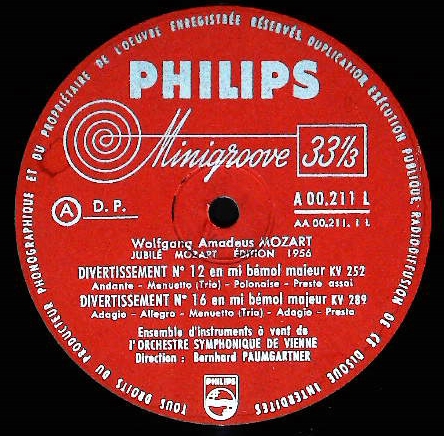 TOUS DROITS DU PRODUCTEUR PHONOGRAPHIQUE ET DU PROPRIÉTAIRE DE L'OEUVRE ENREGISTRÉE RÉSERVÉS. DUPLICATION, EXÉCUTION PUBLIQUE, RADIODIFFUSION DE CE DISQUE INTERDITES
PHILIPS
Minigroove 33⅓
A D. P.
A 00.211 L
AA 00.211. 1 L
Wolfgang Amadeus MOZART
JUBILÉ MOZART ÉDITION 1956
DIVERTISSEMENT N° 12 en mi bémol majeur KV 252
Andante - Menuetto (Trio) - Polonaise - Presto assai
DIVERTISSEMENT N° 16 en mi bémol majeur KV 289
Adagio - Allegro - Menuetto (Trio) - Adagio - Presto
Ensemble d'instruments à vent de
l'ORCHESTRE SYMPHONIQUE DE VIENNE
Direction : Bernhard PAUMGARTNER
PHILIPS